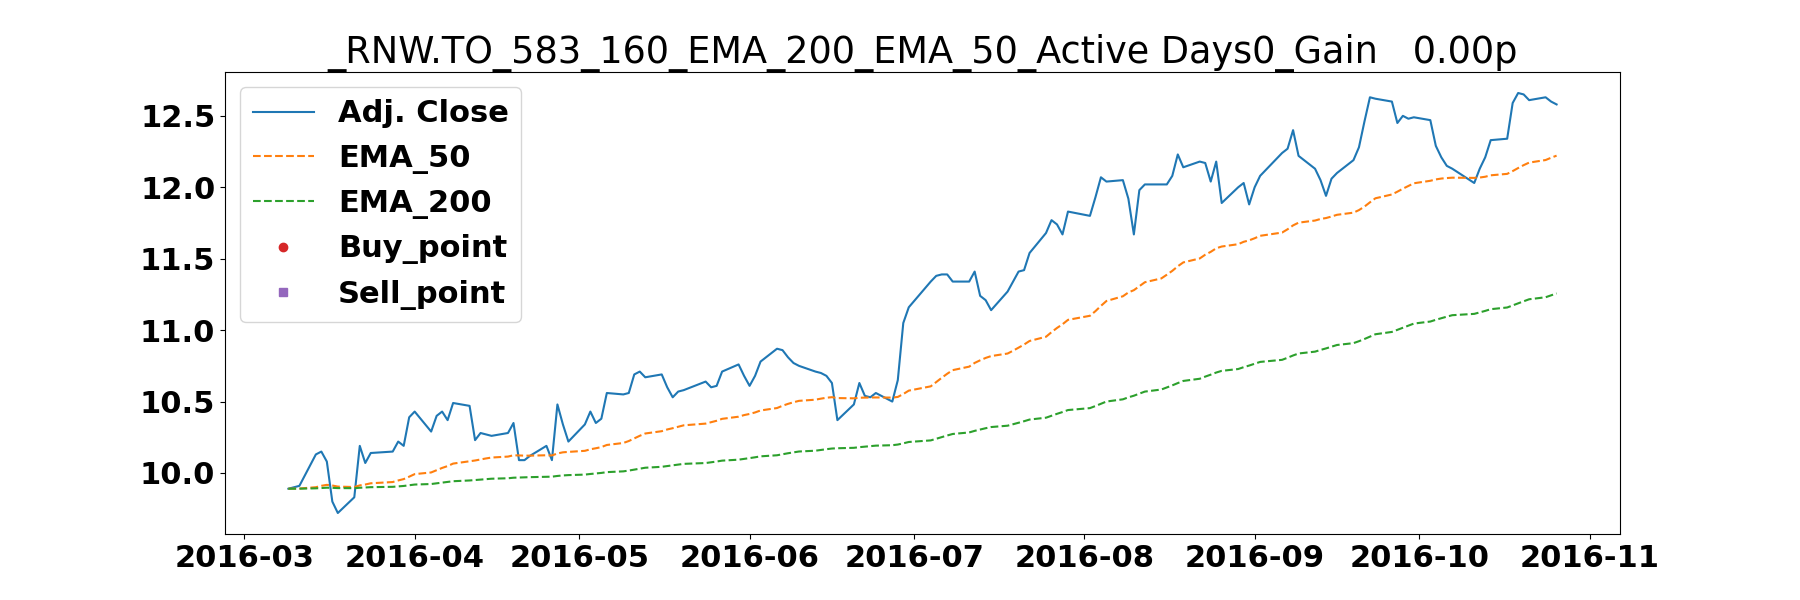 _RNW.TO_583_160_EMA_200_EMA_50_Active Days0_Gain   0.00p
Adj. Close
EMA_50
EMA_200
Buy_point
Sell_point
12.5
12.0
11.5
11.0
10.5
10.0
2016-03 2016-04 2016-05 2016-06 2016-07 2016-08 2016-09 2016-10 2016-11